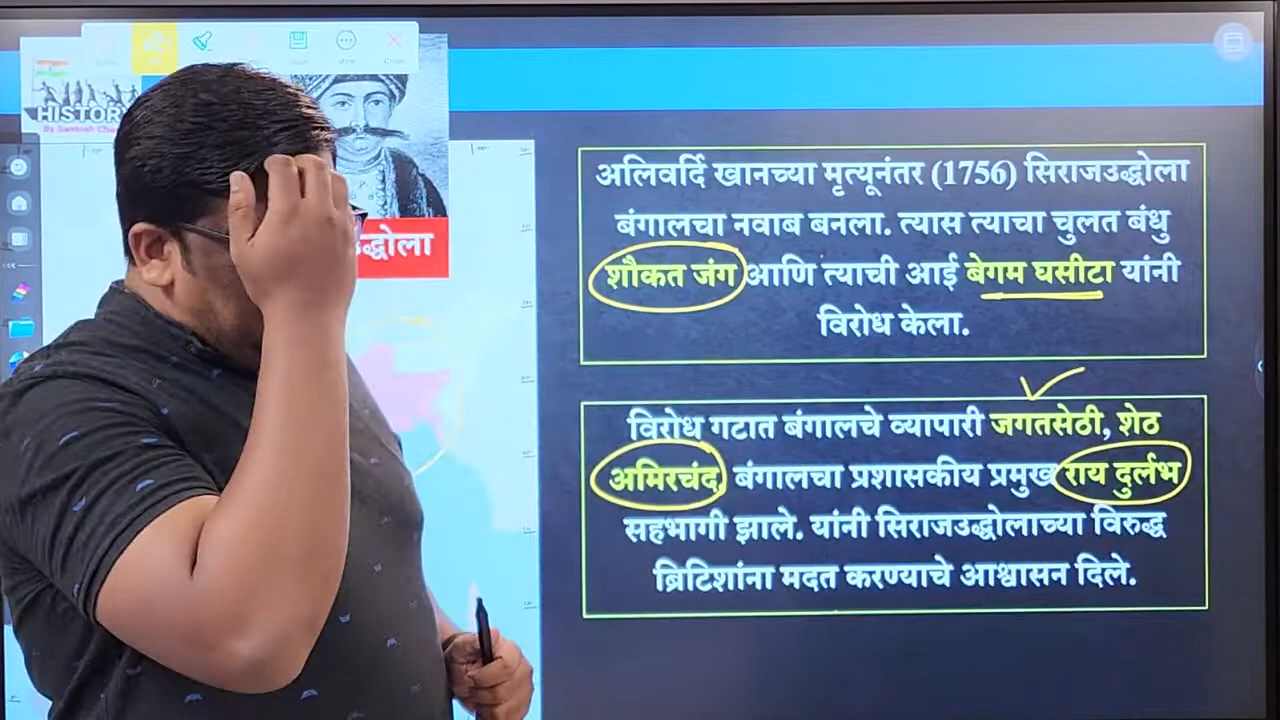 HISTORY
उद्धोला
अलिवर्दि खानच्या मृत्यूनंतर (1756) सिराजउद्धोला
बंगालचा नवाब बनला. त्यास त्याचा चुलत बंधु
शौकत जंग आणि त्याची आई बेगम घसीटा यांनी
विरोध केला.
विरोध गटात बंगालचे व्यापारी जगतसेठी, शेठ
अमिरचंद, बंगालचा प्रशासकीय प्रमुख राय दुर्लभ
सहभागी झाले. यांनी सिराजउद्धोलाच्या विरुद्ध
ब्रिटिशांना मदत करण्याचे आश्वासन दिले.